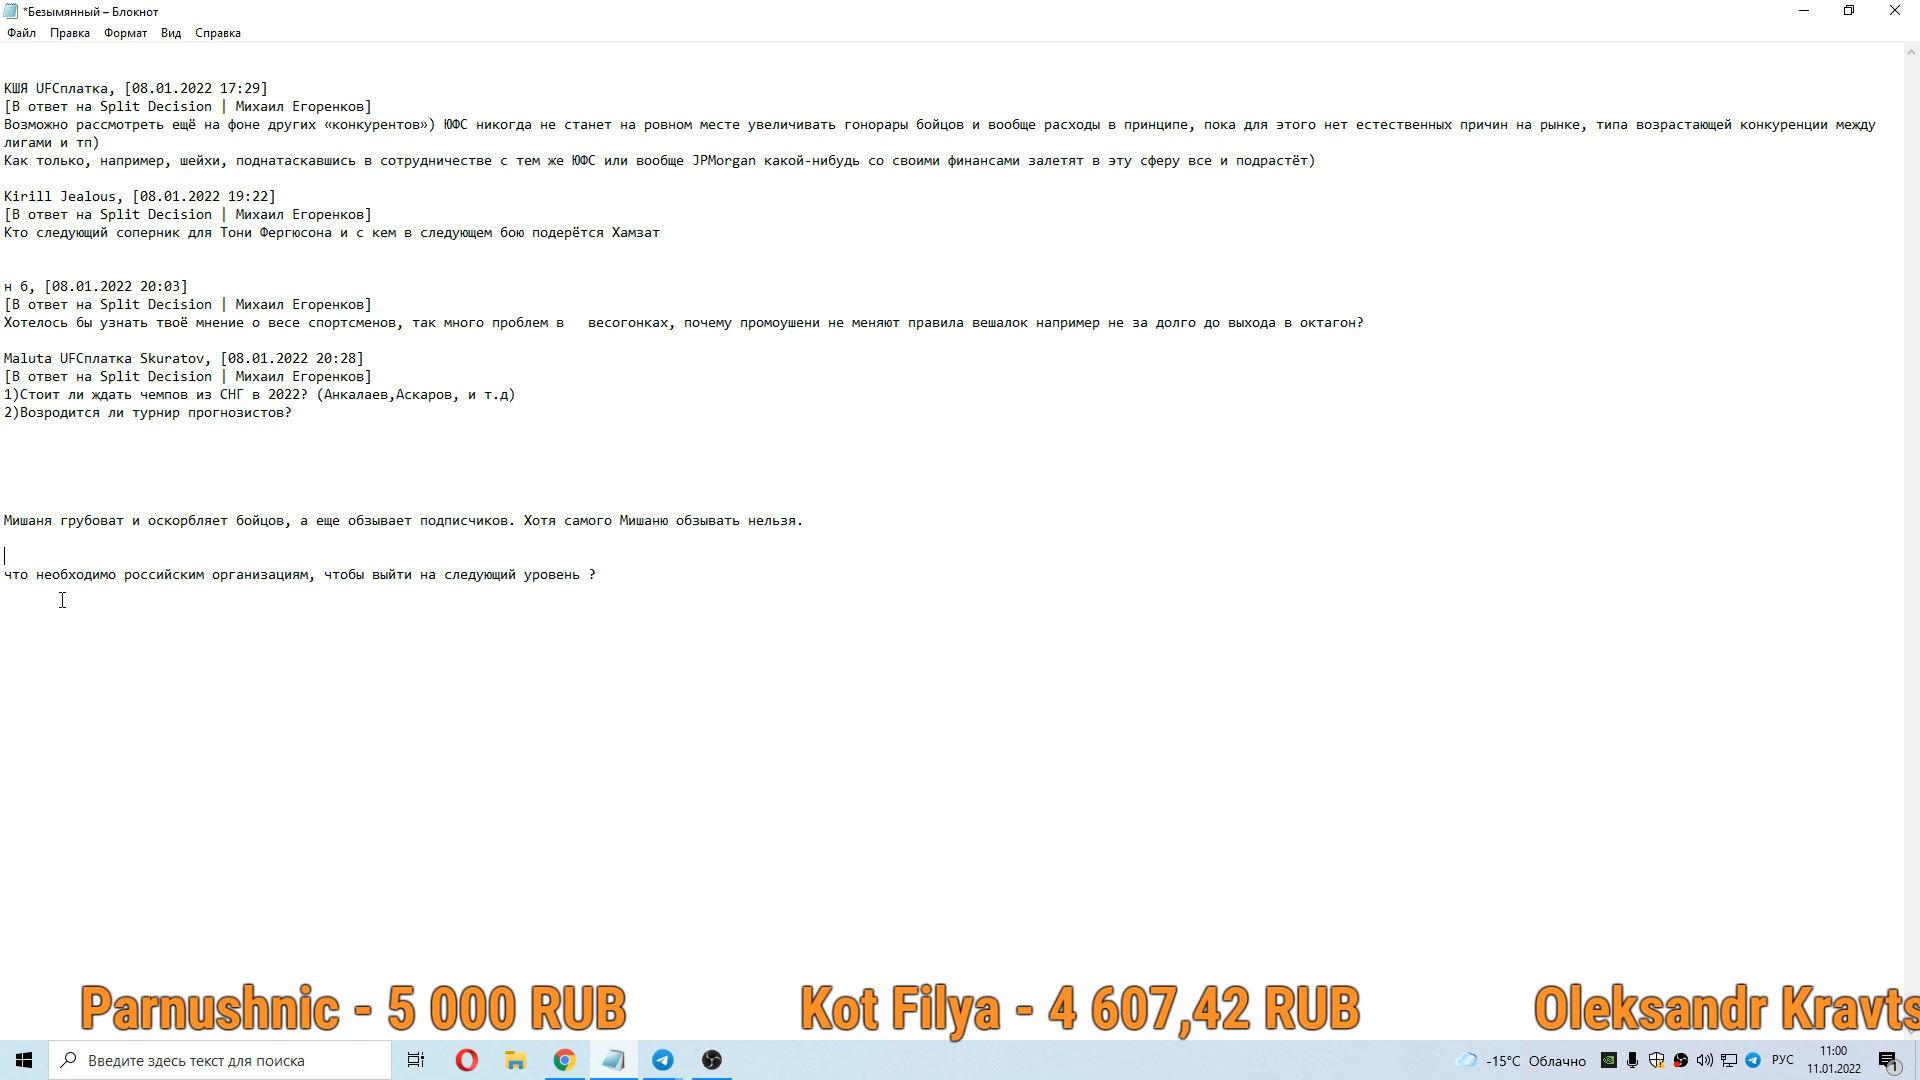 *Безымянный – Блокнот
Файл Правка Формат Вид Справка
КШЯ UFCплатка, [08.01.2022 17:29]
[В ответ на Split Decision | Михаил Егоренков]
Возможно рассмотреть ещё на фоне других «конкурентов») ЮФС никогда не станет на ровном месте увеличивать гонорары бойцов и вообще расходы в принципе, пока для этого нет естественных причин на рынке, типа возрастающей конкуренции между
лигами и тп)
Как только, например, шейхи, поднатаскавшись в сотрудничестве с тем же ЮФС или вообще JPMorgan какой-нибудь со своими финансами залетят в эту сферу все и подрастёт)
Kirill Jealous, [08.01.2022 19:22]
[В ответ на Split Decision | Михаил Егоренков]
Кто следующий соперник для Тони Фергюсона и с кем в следующем бою подерётся Хамзат
н б, [08.01.2022 20:03]
[В ответ на Split Decision | Михаил Егоренков]
Хотелось бы узнать твоё мнение о весе спортсменов, так много проблем в весогонках, почему промоушени не меняют правила вешалок например не за долго до выхода в октагон?
Maluta UFCплатка Skuratov, [08.01.2022 20:28]
[В ответ на Split Decision | Михаил Егоренков]
1)Стоит ли ждать чемпов из СНГ в 2022? (Анкалаев,Аскаров, и т.д)
2)Возродится ли турнир прогнозистов?
Мишаня грубоват и оскорбляет бойцов, а еще обзывает подписчиков. Хотя самого Мишаню обзывать нельзя.
что необходимо российским организациям, чтобы выйти на следующий уровень ?
Parnushnic - 5 000 RUB Kot Filya - 4 607,42 RUB Oleksandr Kravts
Введите здесь текст для поиска
-15°C Облачно РУС 11:00
11.01.2022
1